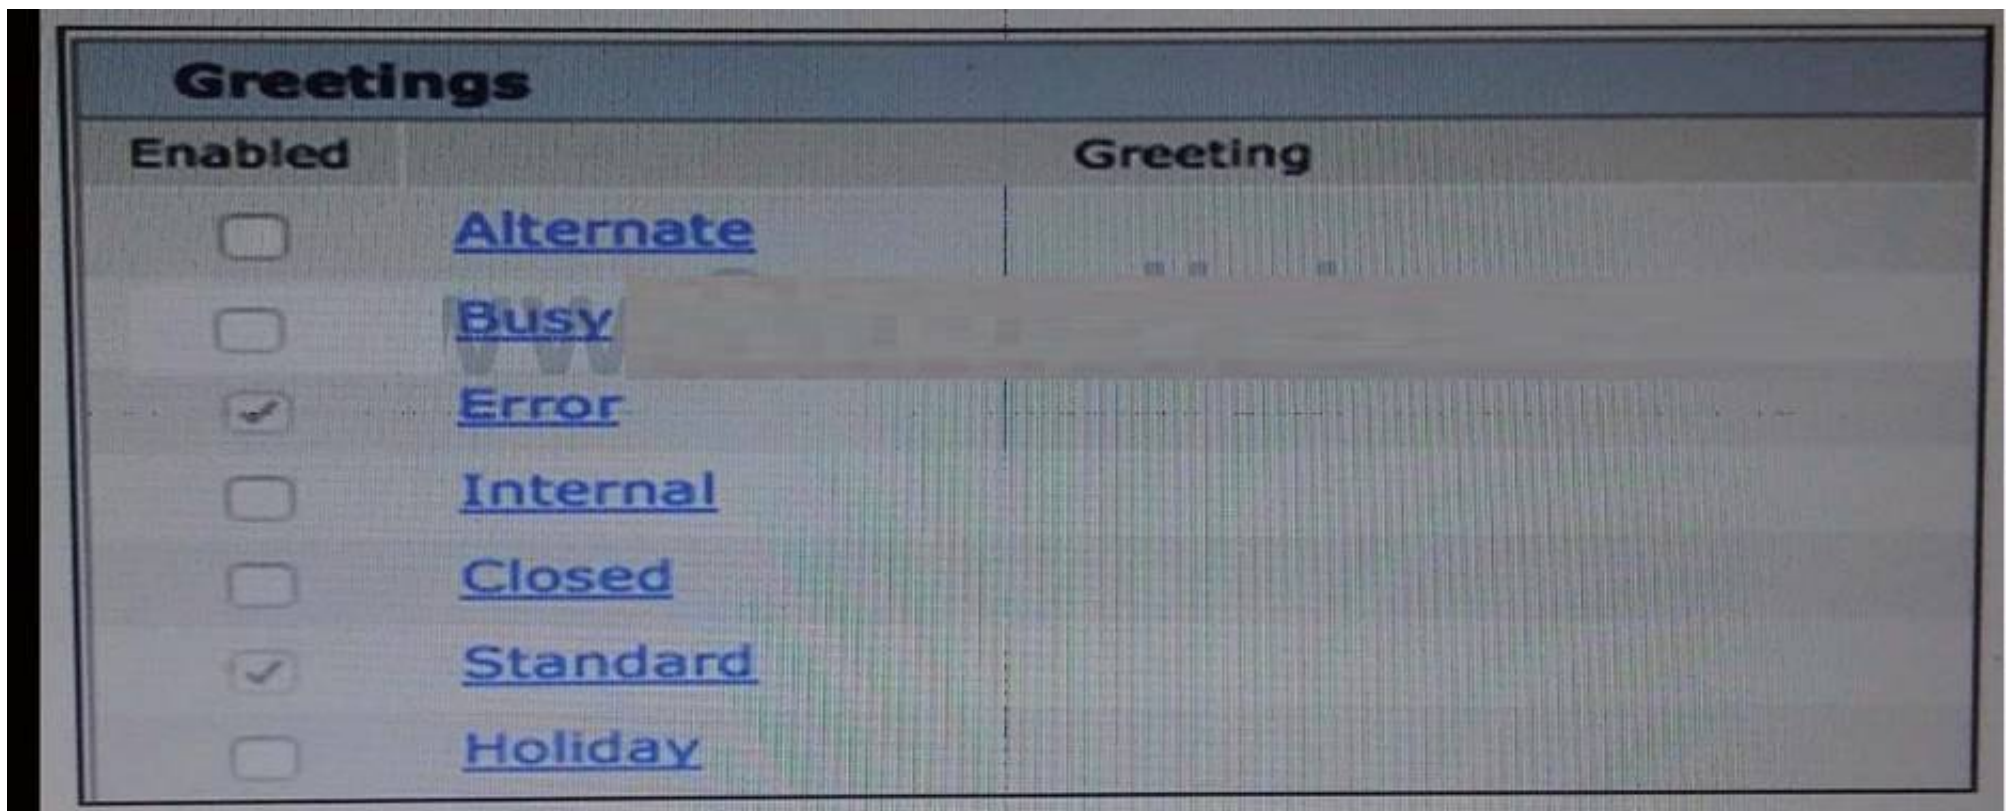 Greetings
Enabled Greeting
Alternate
Busy
Error
Internal
Closed
Standard
Holiday